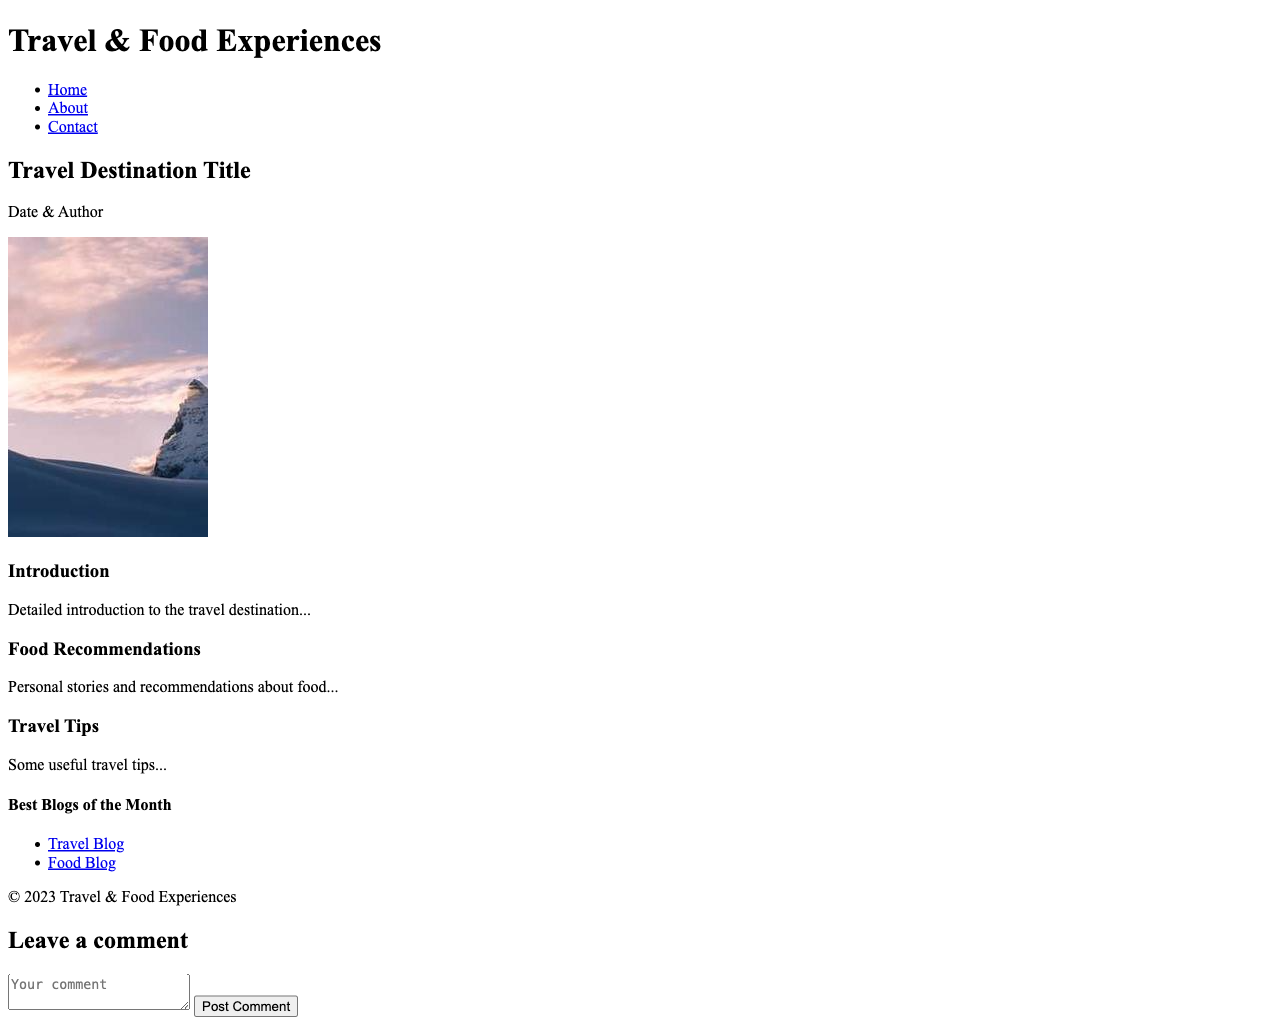 Travel & Food Experiences
Home
About
Contact
Travel Destination Title
Date & Author
Introduction
Detailed introduction to the travel destination...
Food Recommendations
Personal stories and recommendations about food...
Travel Tips
Some useful travel tips...
Best Blogs of the Month
Travel Blog
Food Blog
© 2023 Travel & Food Experiences
Leave a comment
Your comment
Post Comment